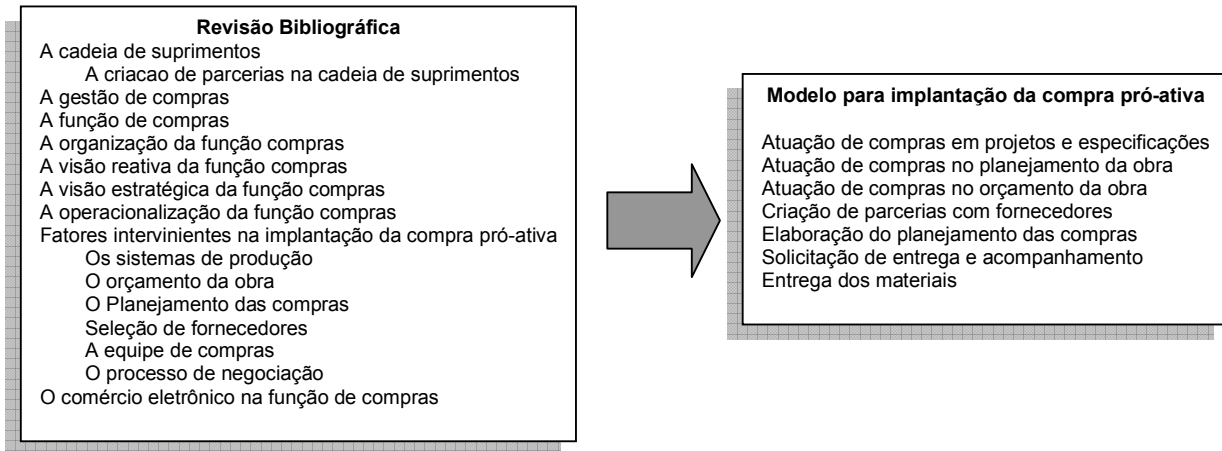 Revisão Bibliográfica
A cadeia de suprimentos
A criacao de parcerias na cadeia de suprimentos
A gestão de compras
A função de compras
A organização da função compras
A visão reativa da função compras
A visão estratégica da função compras
A operacionalização da função compras
Fatores intervinientes na implantação da compra pró-ativa
Os sistemas de produção
O orçamento da obra
O Planejamento das compras
Seleção de fornecedores
A equipe de compras
O processo de negociação
O comércio eletrônico na função de compras
Modelo para implantação da compra pró-ativa
Atuação de compras em projetos e especificações
Atuação de compras no planejamento da obra
Atuação de compras no orçamento da obra
Criação de parcerias com fornecedores
Elaboração do planejamento das compras
Solicitação de entrega e acompanhamento
Entrega dos materiais